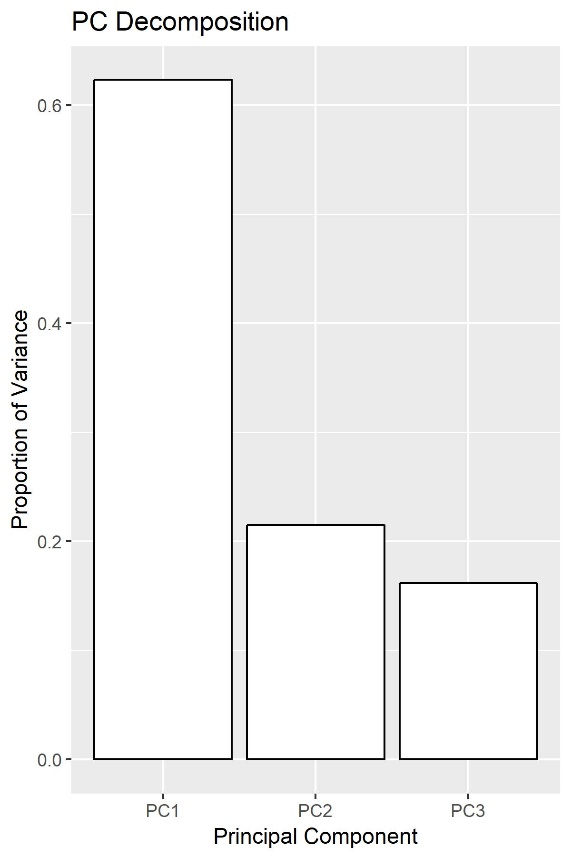 PC Decomposition
Proportion of Variance
0.6
0.4
0.2
0.0
PC1 PC2 PC3
Principal Component